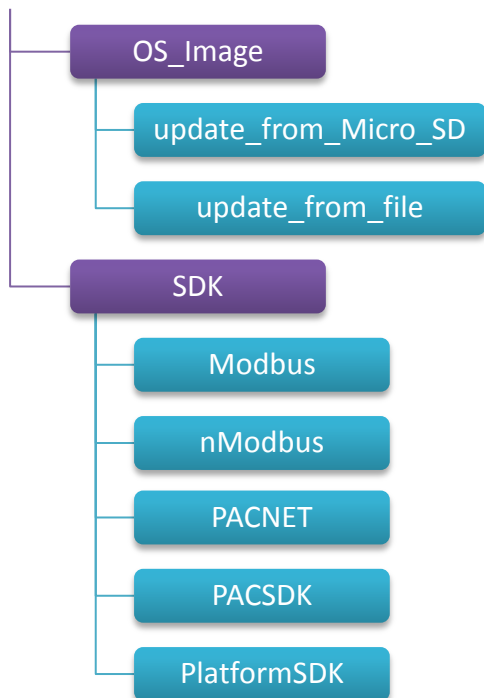 OS_Image
update_from_Micro_SD
update_from_file
SDK
Modbus
nModbus
PACNET
PACSDK
PlatformSDK